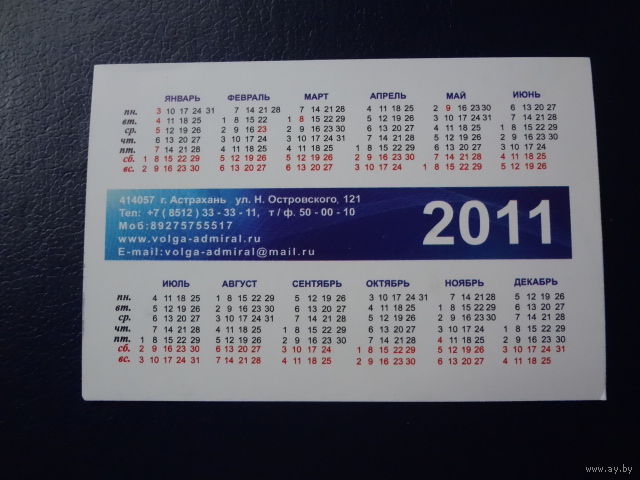 ЯНВАРЬ ФЕВРАЛЬ МАРТ АПРЕЛЬ МАЙ ИЮНЬ
пн. 3 10 17 24 31 7 14 21 28 7 14 21 28 4 11 18 25 2 9 16 23 30 6 13 20 27
вт. 4 11 18 25 1 8 15 22 1 8 15 22 29 5 12 19 26 3 10 17 24 31 7 14 21 28
ср. 5 12 19 26 2 9 16 23 2 9 16 23 30 6 13 20 27 4 11 18 25 1 8 15 22 29
чт. 6 13 20 27 3 10 17 24 3 10 17 24 31 7 14 21 28 5 12 19 26 2 9 16 23 30
пт. 7 14 21 28 4 11 18 25 4 11 18 25 1 8 15 22 29 6 13 20 27 3 10 17 24
сб. 1 8 15 22 29 5 12 19 26 5 12 19 26 2 9 16 23 30 7 14 21 28 4 11 18 25
вс. 2 9 16 23 30 6 13 20 27 6 13 20 27 3 10 17 24 1 8 15 22 29 5 12 19 26
414057 г. Астрахань ул. Н. Островского, 121
Тел: +7 ( 8512 ) 33 - 33 - 11, т / ф. 50 - 00 - 10
Моб:89275755517
www.volga-admiral.ru
E-mail:volga-admiral@mail.ru
2011
ИЮЛЬ АВГУСТ СЕНТЯБРЬ ОКТЯБРЬ НОЯБРЬ ДЕКАБРЬ
пн. 4 11 18 25 1 8 15 22 29 5 12 19 26 3 10 17 24 31 7 14 21 28 5 12 19 26
вт. 5 12 19 26 2 9 16 23 30 6 13 20 27 4 11 18 25 1 8 15 22 29 6 13 20 27
ср. 6 13 20 27 3 10 17 24 31 7 14 21 28 5 12 19 26 2 9 16 23 30 7 14 21 28
чт. 7 14 21 28 4 11 18 25 1 8 15 22 29 6 13 20 27 3 10 17 24 1 8 15 22 29
пт. 1 8 15 22 29 5 12 19 26 2 9 16 23 30 7 14 21 28 4 11 18 25 2 9 16 23 30
сб. 2 9 16 23 30 6 13 20 27 3 10 17 24 1 8 15 22 29 5 12 19 26 3 10 17 24 31
вс. 3 10 17 24 31 7 14 21 28 4 11 18 25 2 9 16 23 30 6 13 20 27 4 11 18 25
www.ay.by